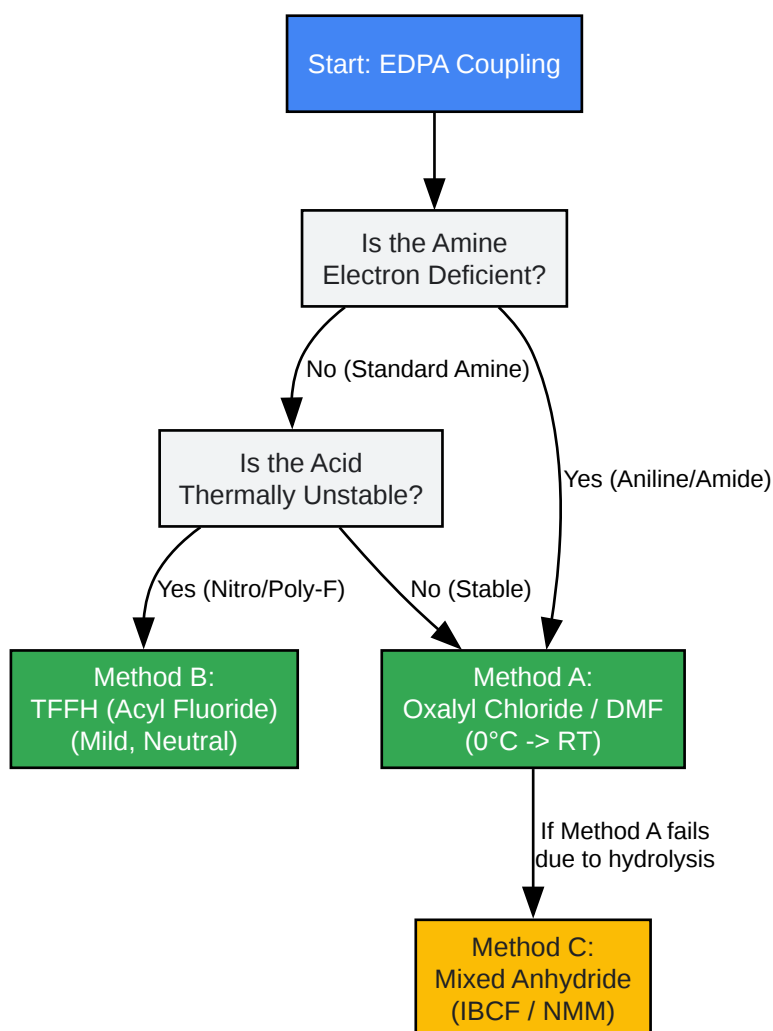 Start: EDPA Coupling
Is the Amine
Electron Deficient?
No (Standard Amine)
Is the Acid
Thermally Unstable?
Yes (Aniline/Amide)
Yes (Nitro/Poly-F)
No (Stable)
Method B:
TFFH (Acyl Fluoride)
(Mild, Neutral)
Method A:
Oxalyl Chloride / DMF
(0°C -> RT)
If Method A fails
due to hydrolysis
Method C:
Mixed Anhydride
(IBCF / NMM)